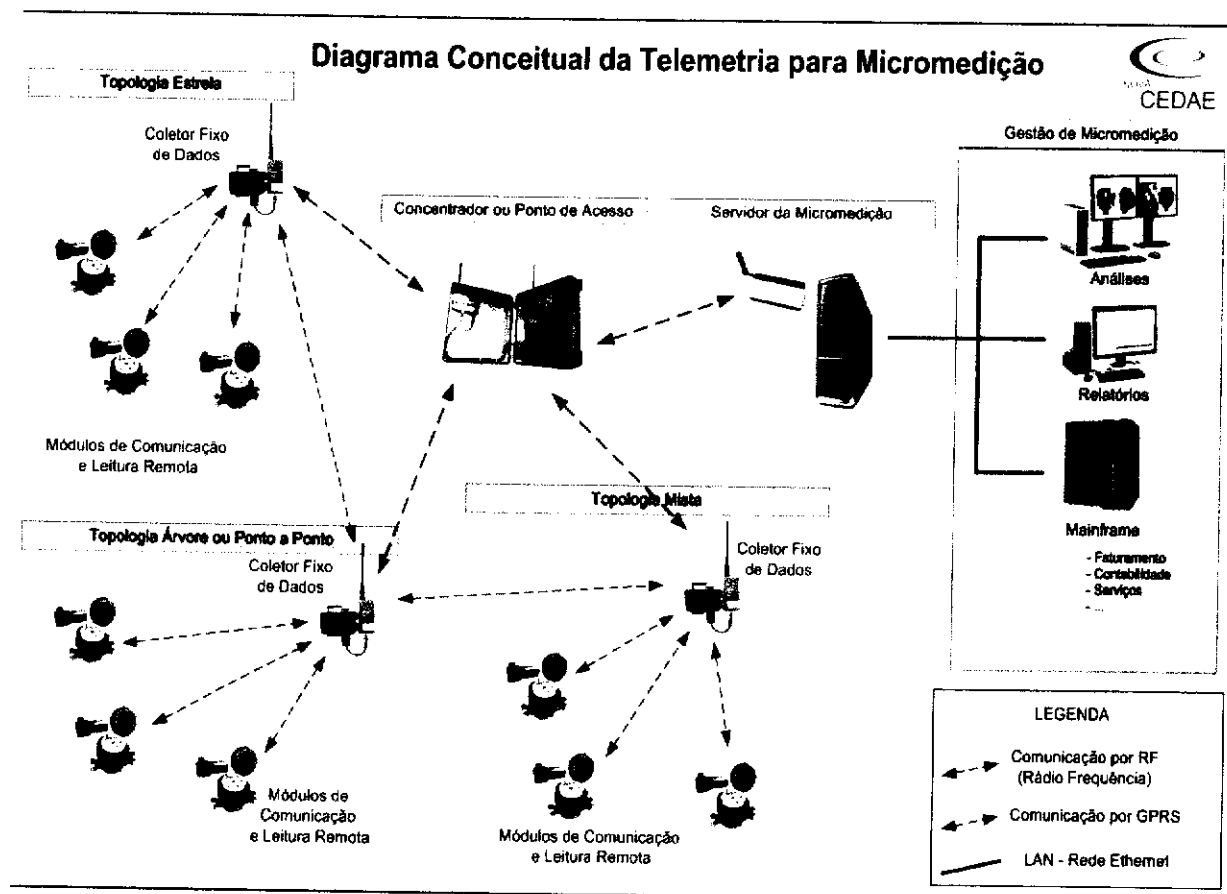 Diagrama Conceitual da Telemetria para Micromedição
NOVA
CEDAE
Topologia Estrela
Coletor Fixo
de Dados
Gestão de Micromedição
Concentrador ou Ponto de Acesso
Servidor da Micromedição
Análises
Relatórios
Módulos de Comunicação
e Leitura Remota
Mainframe
- Faturamento
- Contabilidade
- Serviços
- ...
Topologia Mista
Coletor Fixo
de Dados
Topologia Árvore ou Ponto a Ponto
Coletor Fixo
de Dados
Módulos de
Comunicação
e Leitura Remota
Módulos de Comunicação
e Leitura Remota
LEGENDA
Comunicação por RF
(Rádio Frequência)
Comunicação por GPRS
LAN - Rede Ethernet